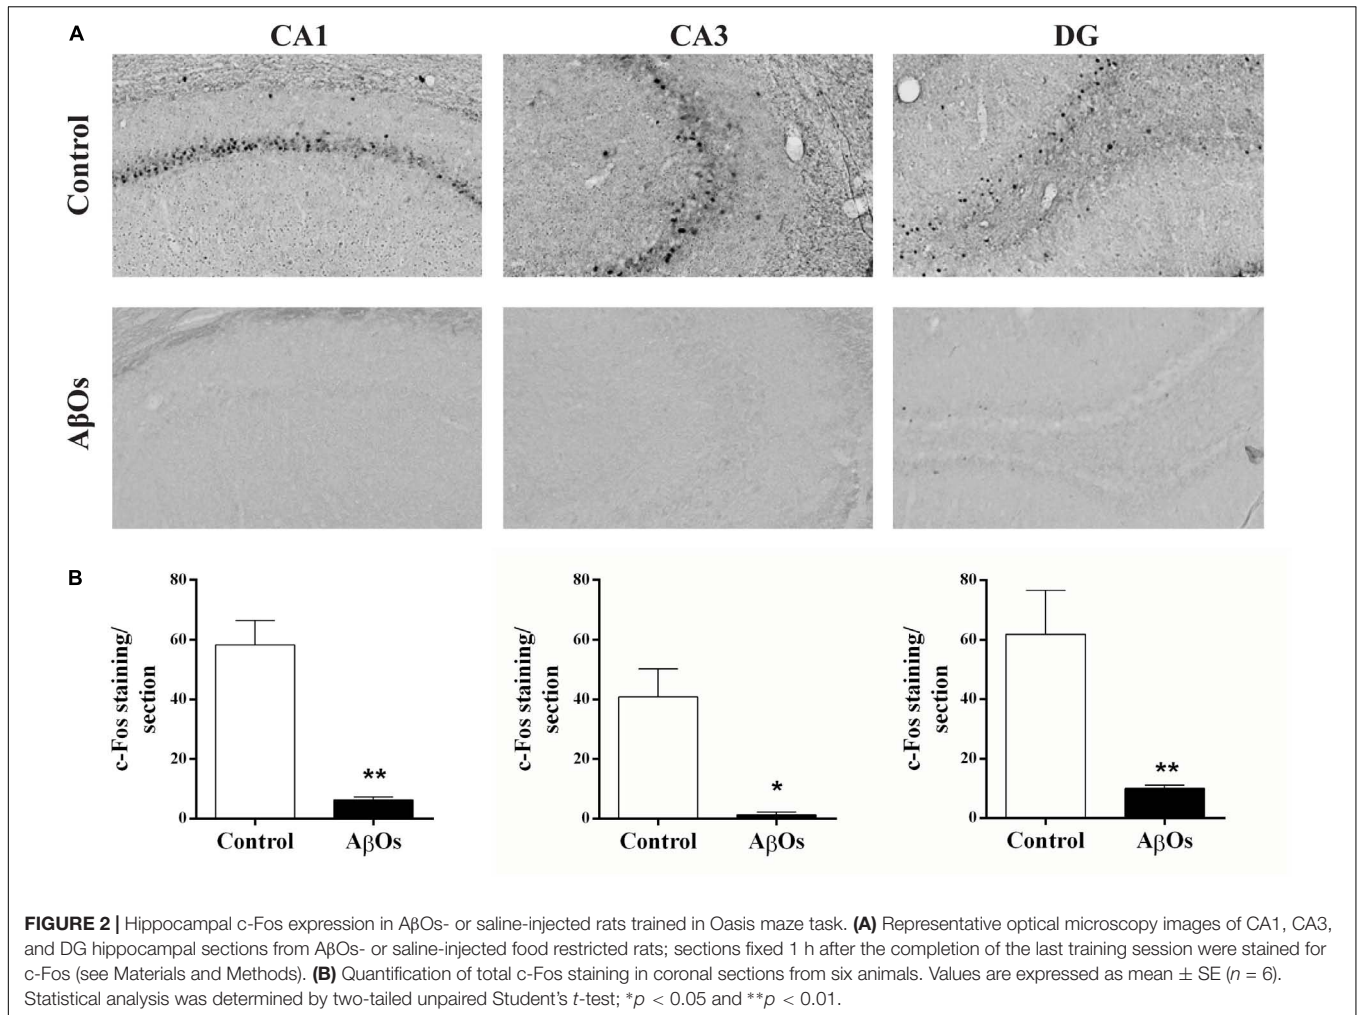 A
CA1 CA3 DG
Control
AβOs
B
80
60
40
20
0
c-Fos staining/
section
**
Control AβOs
80
60
40
20
0
c-Fos staining/
section
*
Control AβOs
80
60
40
20
0
c-Fos staining/
section
**
Control AβOs
FIGURE 2 | Hippocampal c-Fos expression in AβOs- or saline-injected rats trained in Oasis maze task. (A) Representative optical microscopy images of CA1, CA3,
and DG hippocampal sections from AβOs- or saline-injected food restricted rats; sections fixed 1 h after the completion of the last training session were stained for
c-Fos (see Materials and Methods). (B) Quantification of total c-Fos staining in coronal sections from six animals. Values are expressed as mean ± SE (n = 6).
Statistical analysis was determined by two-tailed unpaired Student's t-test; *p < 0.05 and **p < 0.01.